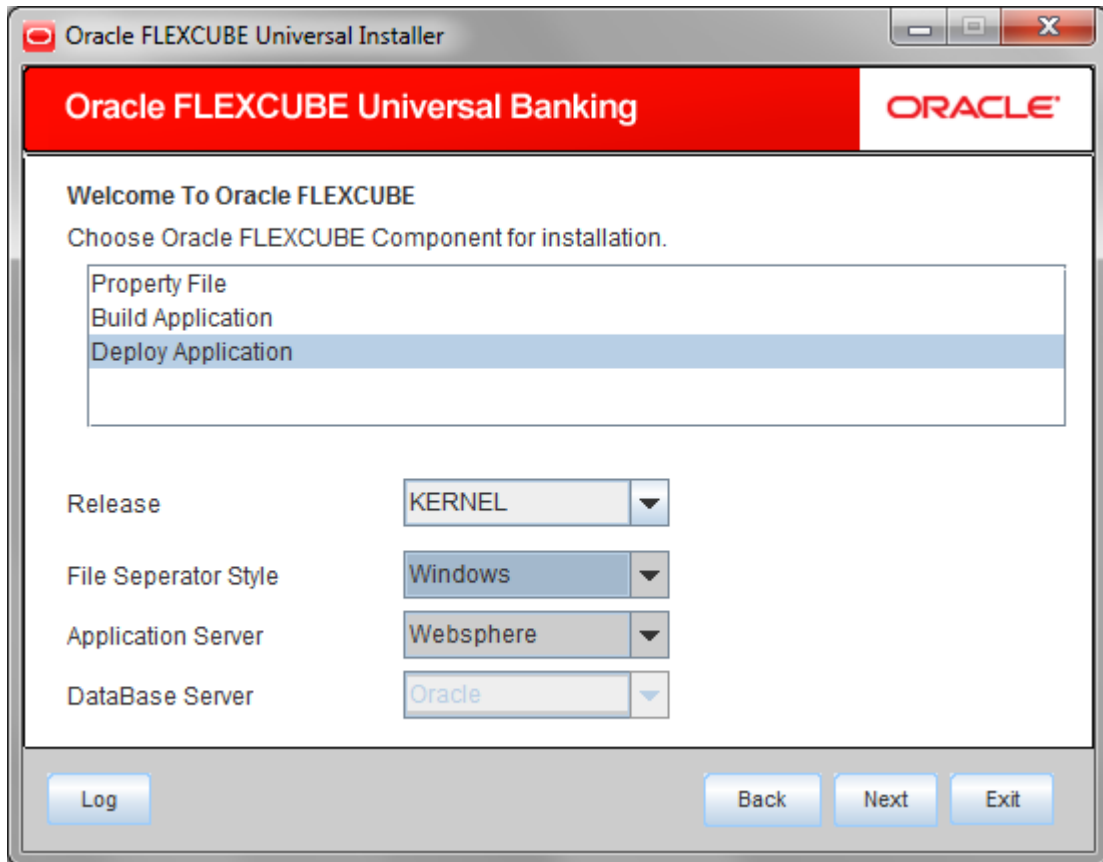 Oracle FLEXCUBE Universal Installer
Oracle FLEXCUBE Universal Banking
ORACLE
Welcome To Oracle FLEXCUBE
Choose Oracle FLEXCUBE Component for installation.
Property File
Build Application
Deploy Application
Release KERNEL
File Seperator Style Windows
Application Server Websphere
DataBase Server Oracle
Log Back Next Exit